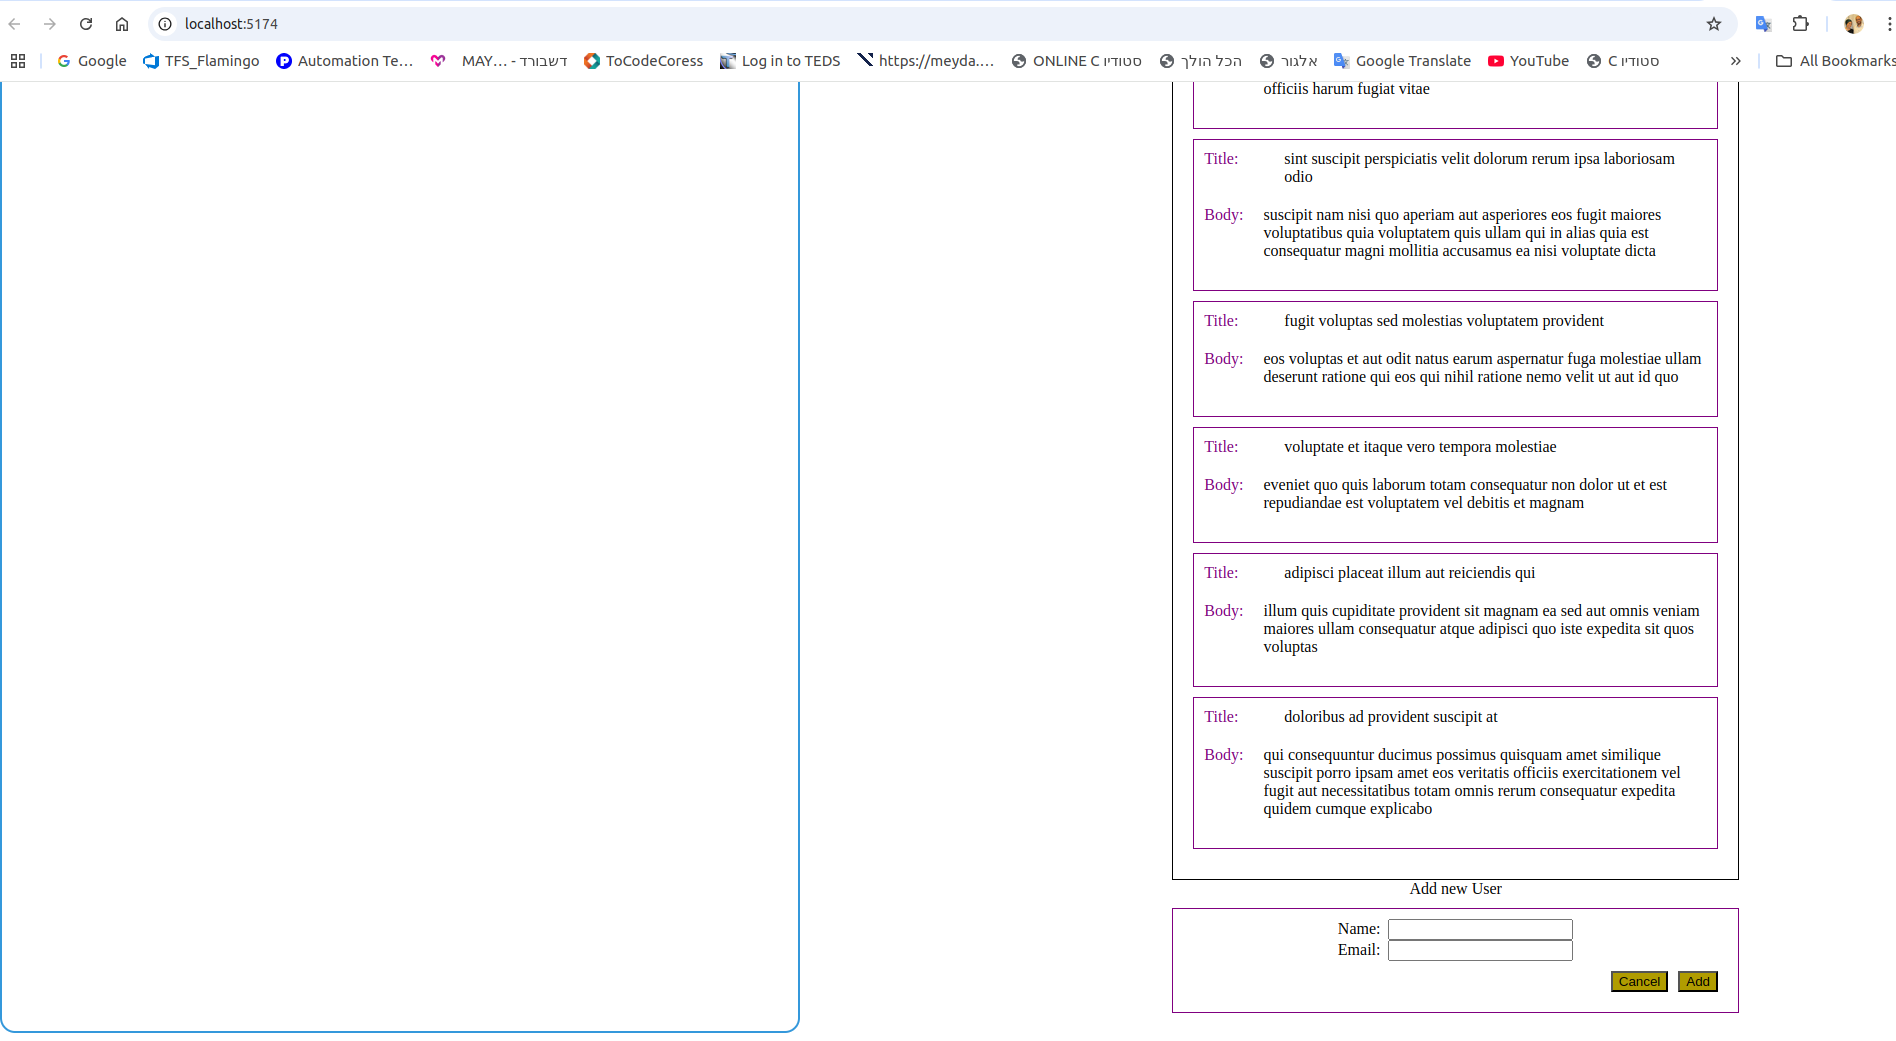 localhost:5174
Google TFS_Flamingo Automation Te... MAY... - דשבורד ToCodeCoress Log in to TEDS https://meyda.... ONLINE C סטודיו הכל הולך אלגור Google Translate YouTube C סטודיו » All Bookmarks
officiis harum fugiat vitae
Title: sint suscipit perspiciatis velit dolorum rerum ipsa laboriosam
odio
Body: suscipit nam nisi quo aperiam aut asperiores eos fugit maiores
voluptatibus quia voluptatem quis ullam qui in alias quia est
consequatur magni mollitia accusamus ea nisi voluptate dicta
Title: fugit voluptas sed molestias voluptatem provident
Body: eos voluptas et aut odit natus earum aspernatur fuga molestiae ullam
deserunt ratione qui eos qui nihil ratione nemo velit ut aut id quo
Title: voluptate et itaque vero tempora molestiae
Body: eveniet quo quis laborum totam consequatur non dolor ut et est
repudiandae est voluptatem vel debitis et magnam
Title: adipisci placeat illum aut reiciendis qui
Body: illum quis cupiditate provident sit magnam ea sed aut omnis veniam
maiores ullam consequatur atque adipisci quo iste expedita sit quos
voluptas
Title: doloribus ad provident suscipit at
Body: qui consequuntur ducimus possimus quisquam amet similique
suscipit porro ipsam amet eos veritatis officiis exercitationem vel
fugit aut necessitatibus totam omnis rerum consequatur expedita
quidem cumque explicabo
Add new User
Name:
Email:
Cancel Add